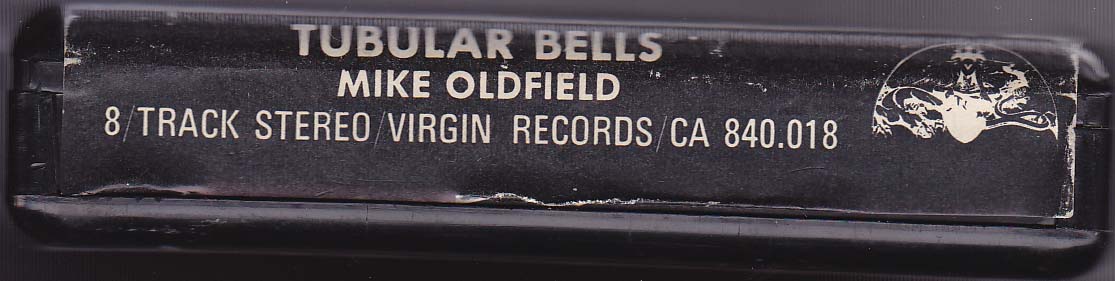 TUBULAR BELLS
MIKE OLDFIELD
8/TRACK STEREO/VIRGIN RECORDS/CA 840.018